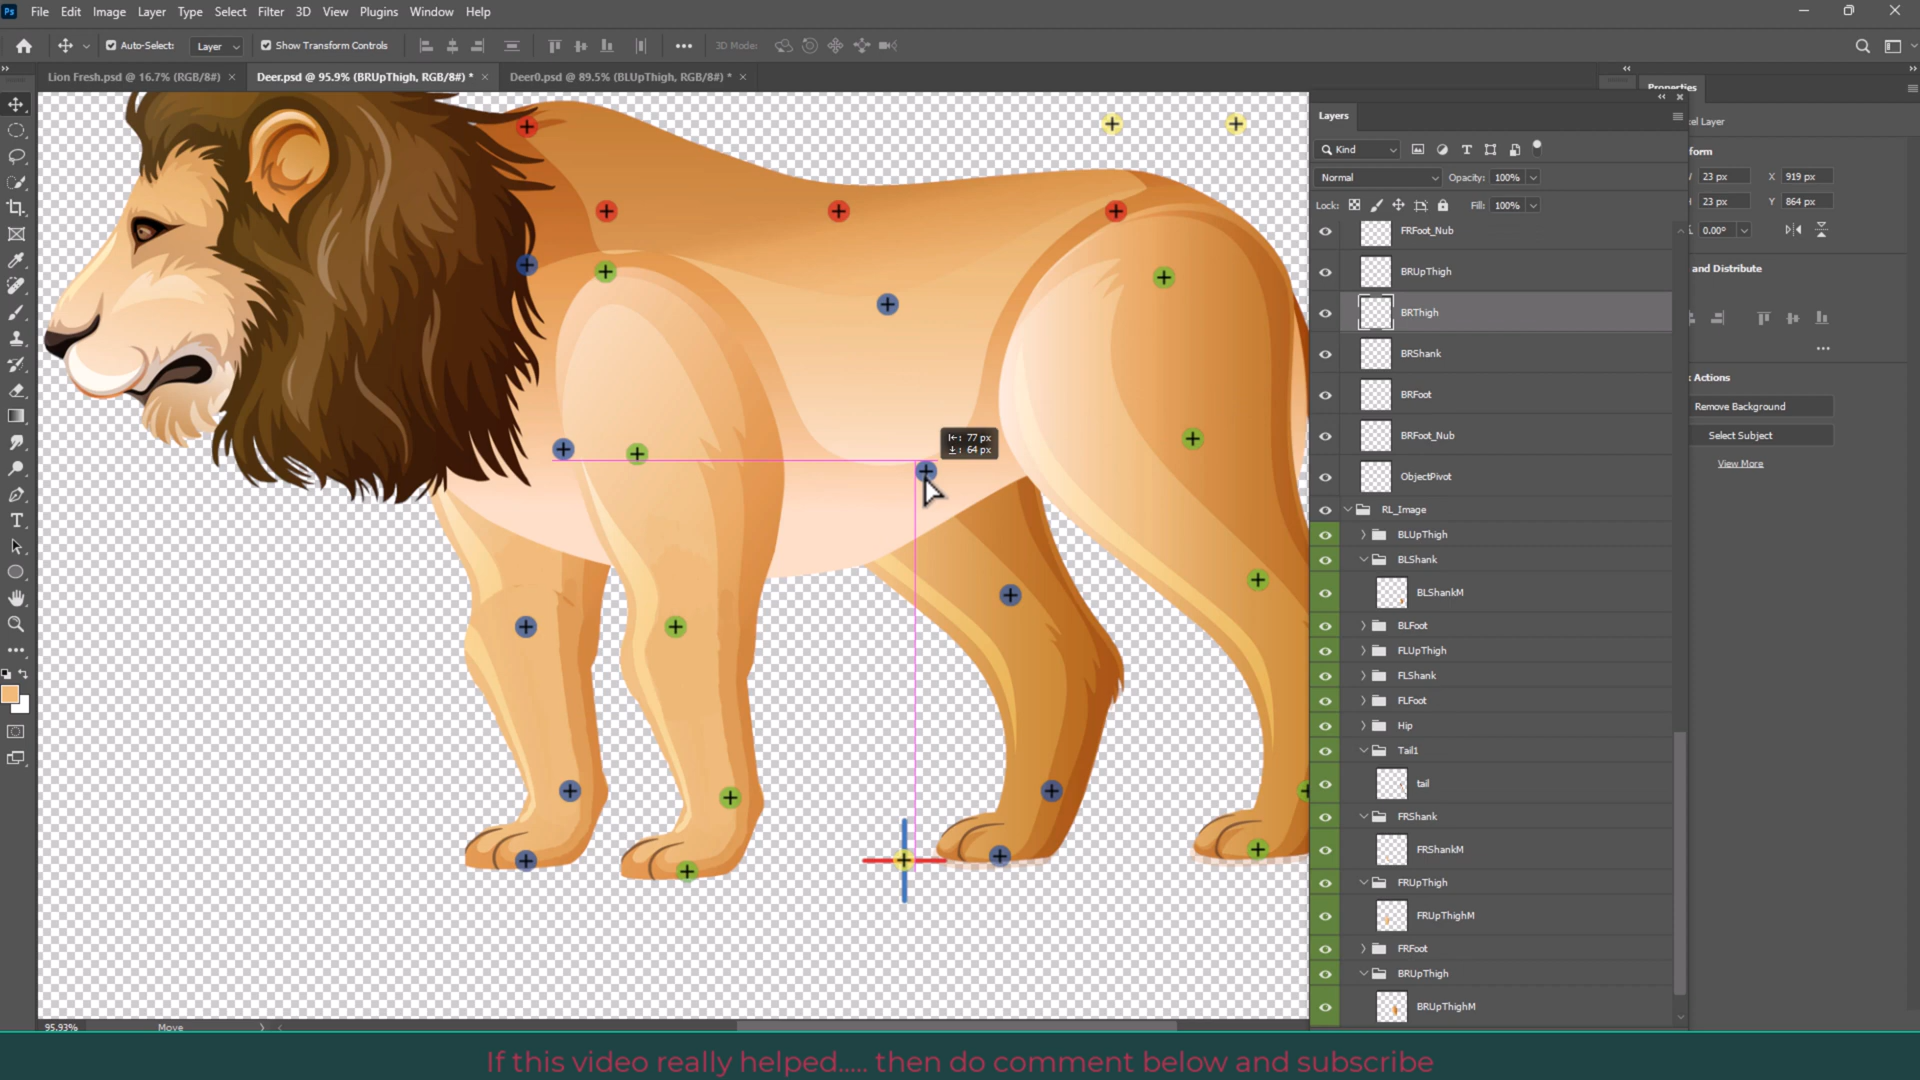 Ps File Edit Image Layer Type Select Filter 3D View Plugins Window Help
Auto-Select: Layer Show Transform Controls 3D Mode:
Lion Fresh.psd @ 16.7% (RGB/8#) × Deer.psd @ 95.9% (BRUpThigh, RGB/8#) * × Deer0.psd @ 89.5% (BLUpThigh, RGB/8#) * ×
Properties
Layers
el Layer
Kind
form
Normal Opacity: 100%
23 px X 919 px
Lock: Fill: 100%
23 px Y 864 px
FRFoot_Nub
0.00°
BRUpThigh
and Distribute
BRThigh
BRShank
Actions
BRFoot
Remove Background
BRFoot_Nub
Select Subject
View More
ObjectPivot
RL_Image
BLUpThigh
BLShank
BLShankM
BLFoot
FLUpThigh
FLShank
FLFoot
Hip
Tail1
tail
FRShank
FRShankM
FRUpThigh
FRUpThighM
FRFoot
BRUpThigh
BRUpThighM
77 px
64 px
95.93% Move
If this video really helped..... then do comment below and subscribe